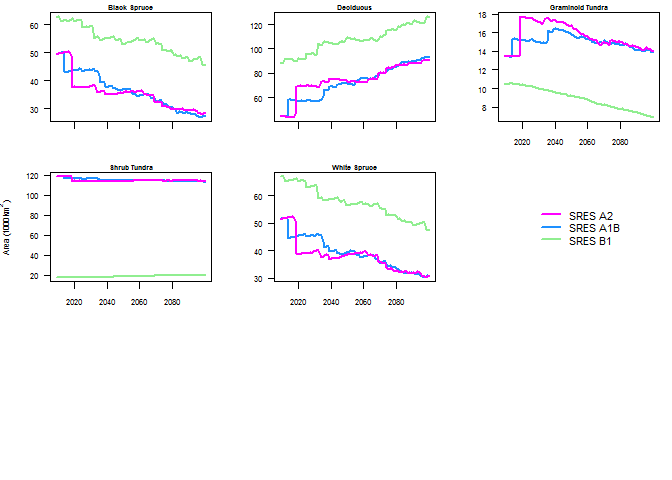 Black Spruce
Deciduous
Graminoid Tundra
60
50
40
30
120
100
80
60
18
16
14
12
10
8
2020 2040 2060 2080
Shrub Tundra
White Spruce
120
100
80
60
40
20
60
50
40
30
2020 2040 2060 2080
2020 2040 2060 2080
Area (1000km²)
SRES A2
SRES A1B
SRES B1